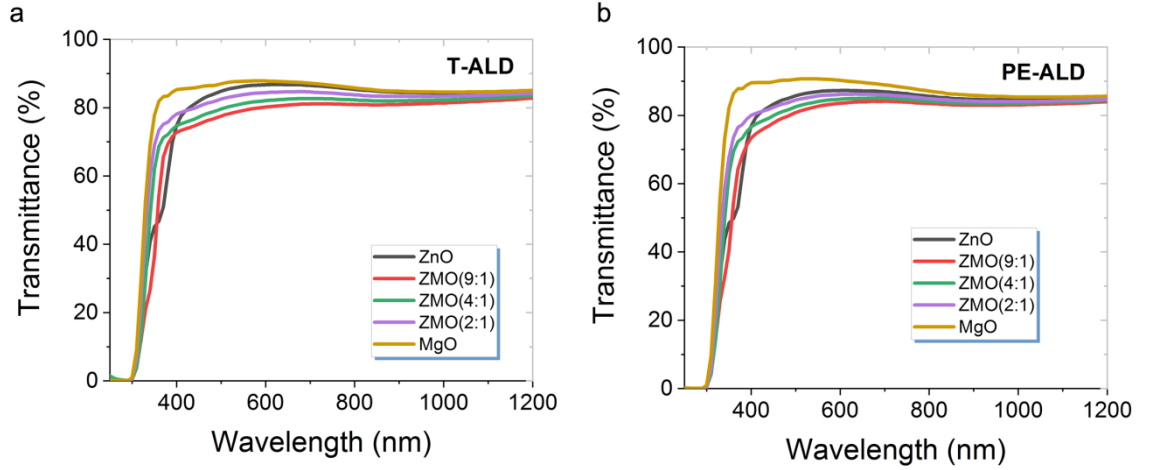 a
T-ALD
Transmittance (%)
100
80
60
40
20
0
400
600
800
1000
1200
Wavelength (nm)
ZnO
ZMO(9:1)
ZMO(4:1)
ZMO(2:1)
MgO
b
PE-ALD
Transmittance (%)
100
80
60
40
20
0
400
600
800
1000
1200
Wavelength (nm)
ZnO
ZMO(9:1)
ZMO(4:1)
ZMO(2:1)
MgO